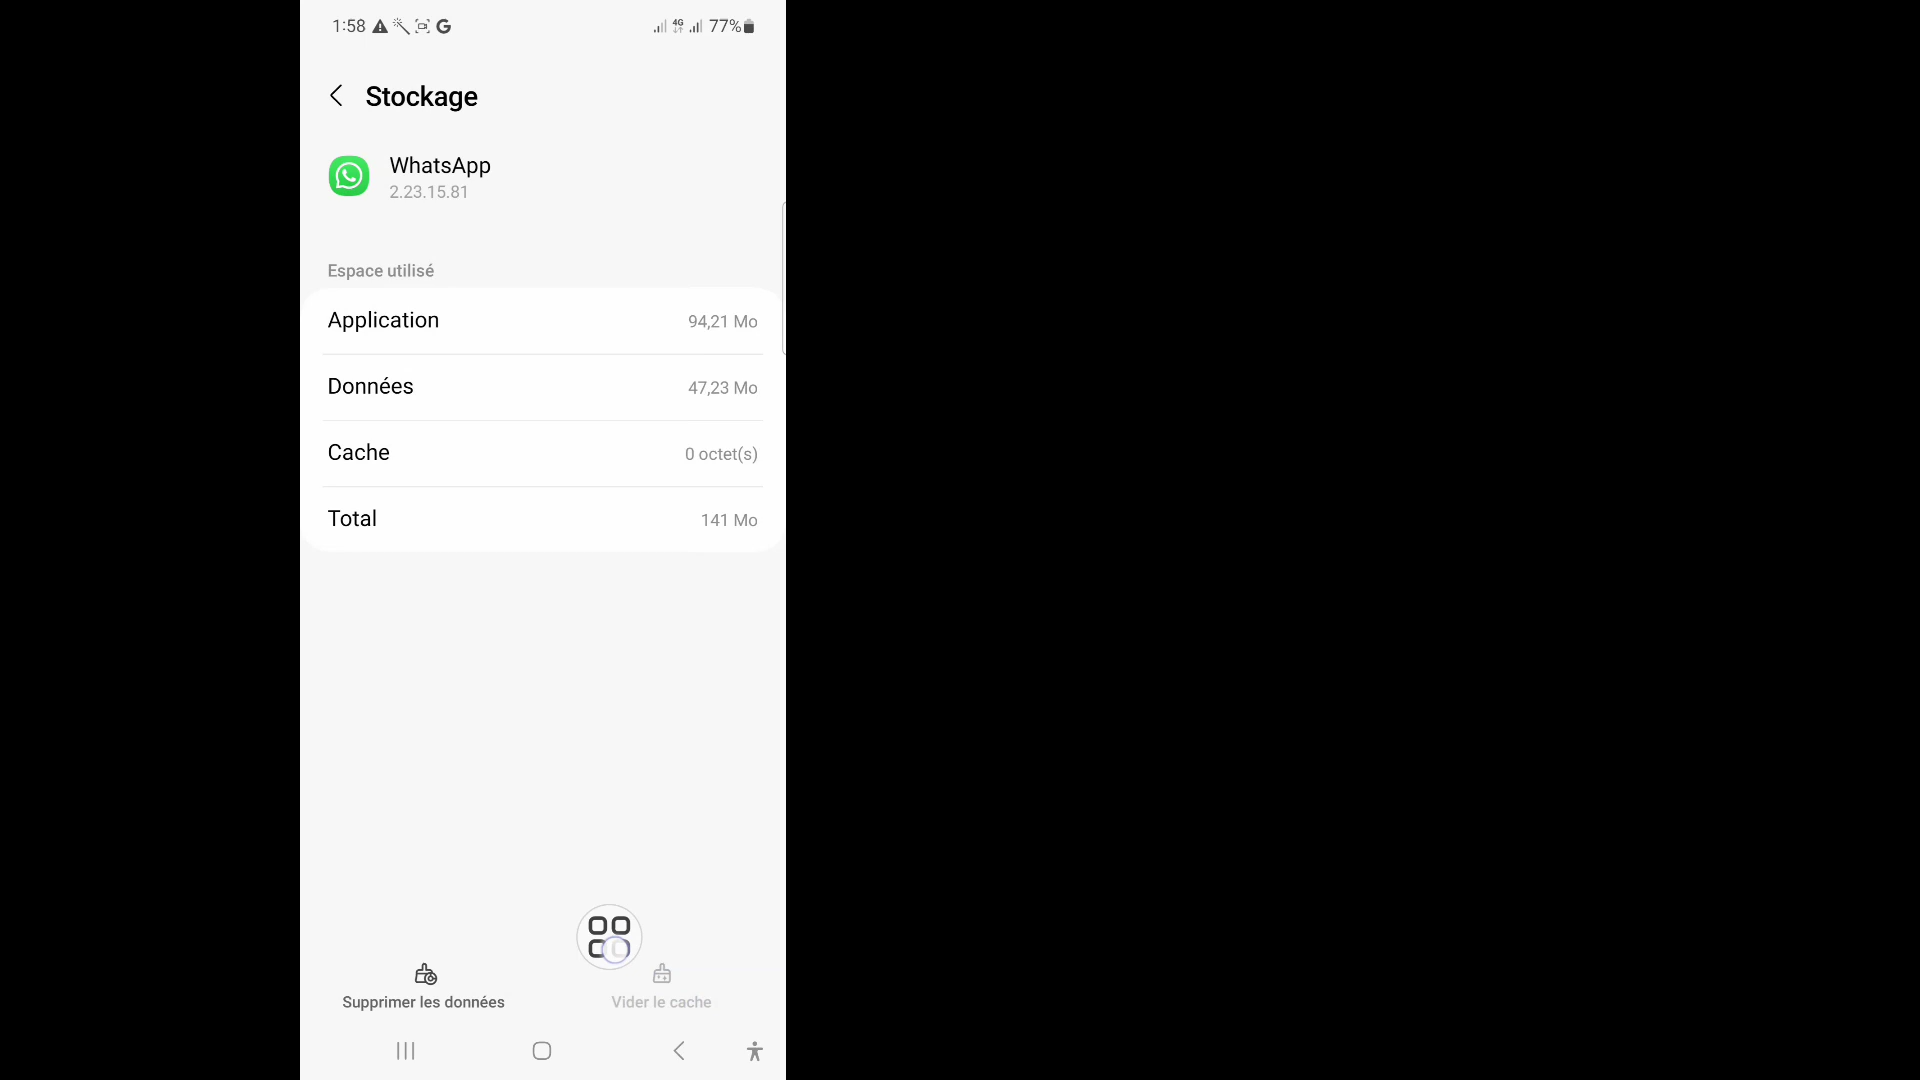 1:58 G 4G 77%
Stockage
WhatsApp
2.23.15.81
Espace utilisé
Application 94,21 Mo
Données 47,23 Mo
Cache 0 octet(s)
Total 141 Mo
Supprimer les données Vider le cache